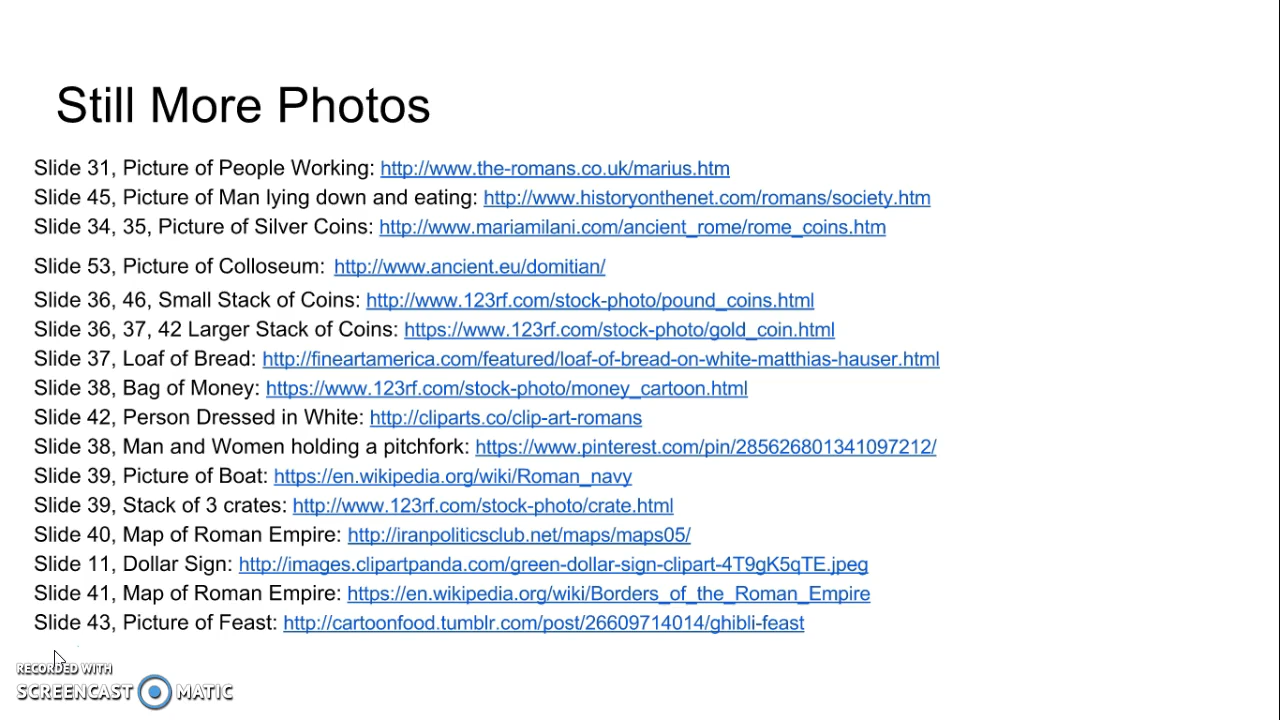 Still More Photos
Slide 31, Picture of People Working: http://www.the-romans.co.uk/marius.htm
Slide 45, Picture of Man lying down and eating: http://www.historyonthenet.com/romans/society.htm
Slide 34, 35, Picture of Silver Coins: http://www.mariamilani.com/ancient_rome/rome_coins.htm
Slide 53, Picture of Colloseum: http://www.ancient.eu/domitian/
Slide 36, 46, Small Stack of Coins: http://www.123rf.com/stock-photo/pound_coins.html
Slide 36, 37, 42 Larger Stack of Coins: https://www.123rf.com/stock-photo/gold_coin.html
Slide 37, Loaf of Bread: http://fineartamerica.com/featured/loaf-of-bread-on-white-matthias-hauser.html
Slide 38, Bag of Money: https://www.123rf.com/stock-photo/money_cartoon.html
Slide 42, Person Dressed in White: http://cliparts.co/clip-art-romans
Slide 38, Man and Women holding a pitchfork: https://www.pinterest.com/pin/285626801341097212/
Slide 39, Picture of Boat: https://en.wikipedia.org/wiki/Roman_navy
Slide 39, Stack of 3 crates: http://www.123rf.com/stock-photo/crate.html
Slide 40, Map of Roman Empire: http://iranpoliticsclub.net/maps/maps05/
Slide 11, Dollar Sign: http://images.clipartpanda.com/green-dollar-sign-clipart-4T9gK5qTE.jpeg
Slide 41, Map of Roman Empire: https://en.wikipedia.org/wiki/Borders_of_the_Roman_Empire
Slide 43, Picture of Feast: http://cartoonfood.tumblr.com/post/26609714014/ghibli-feast
RECORDED WITH
SCREENCAST MATIC